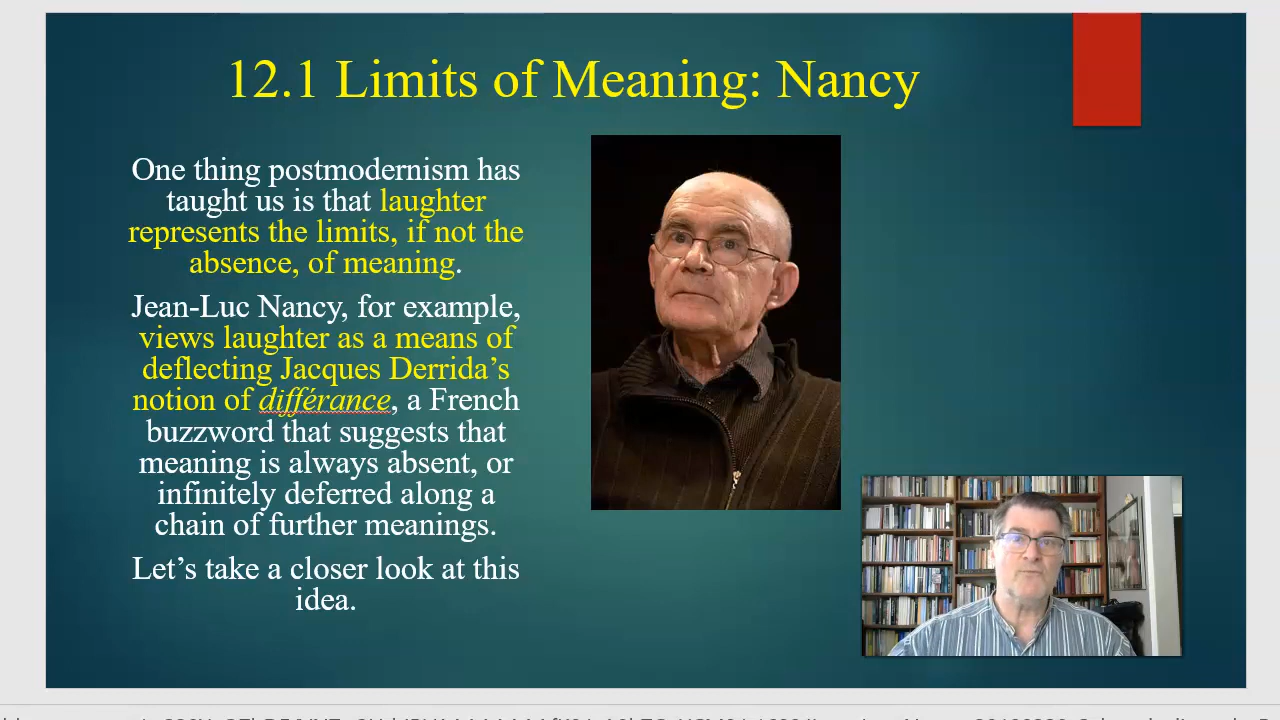 12.1 Limits of Meaning: Nancy
One thing postmodernism has
taught us is that laughter
represents the limits, if not the
absence, of meaning.
Jean-Luc Nancy, for example,
views laughter as a means of
deflecting Jacques Derrida’s
notion of différance, a French
buzzword that suggests that
meaning is always absent, or
infinitely deferred along a
chain of further meanings.
Let’s take a closer look at this
idea.